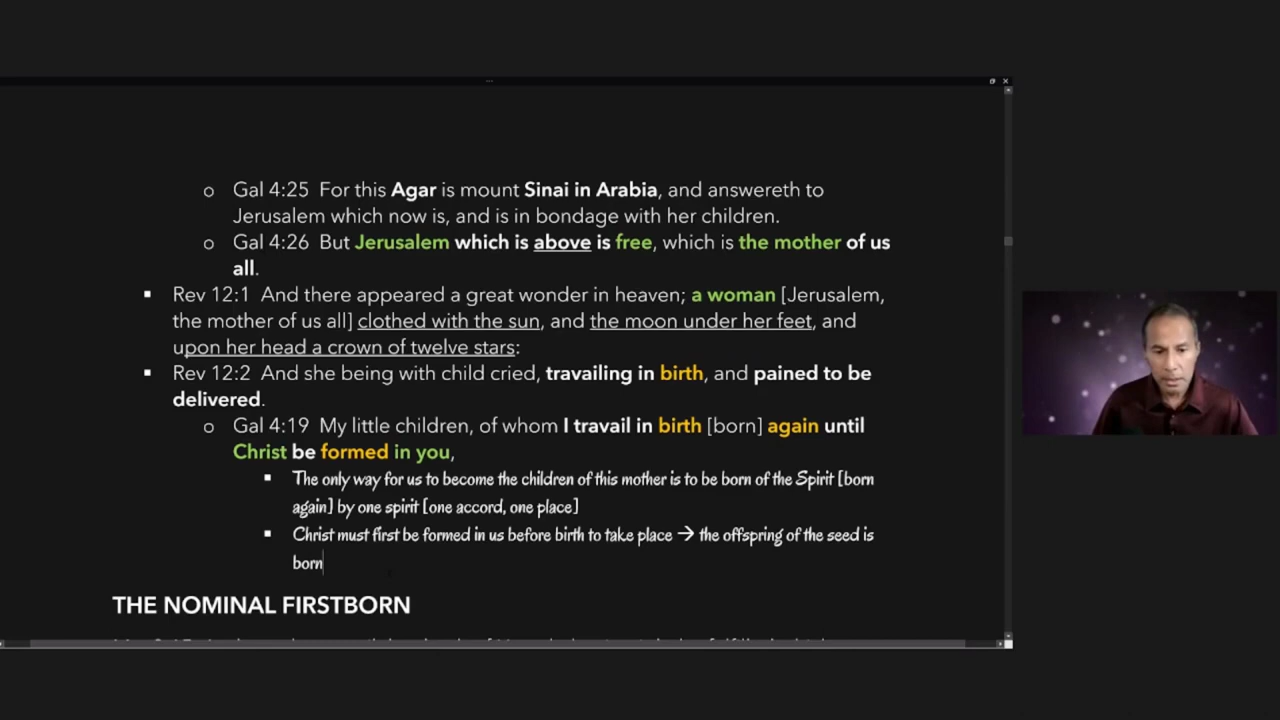 o Gal 4:25 For this Agar is mount Sinai in Arabia, and answereth to
Jerusalem which now is, and is in bondage with her children.
o Gal 4:26 But Jerusalem which is above is free, which is the mother of us
all.
▪ Rev 12:1 And there appeared a great wonder in heaven; a woman [Jerusalem,
the mother of us all] clothed with the sun, and the moon under her feet, and
upon her head a crown of twelve stars:
▪ Rev 12:2 And she being with child cried, travailing in birth, and pained to be
delivered.
o Gal 4:19 My little children, of whom I travail in birth [born] again until
Christ be formed in you,
▪ The only way for us to become the children of this mother is to be born of the Spirit [born
again] by one spirit [one accord, one place]
▪ Christ must first be formed in us before birth to take place → the offspring of the seed is
born
THE NOMINAL FIRSTBORN